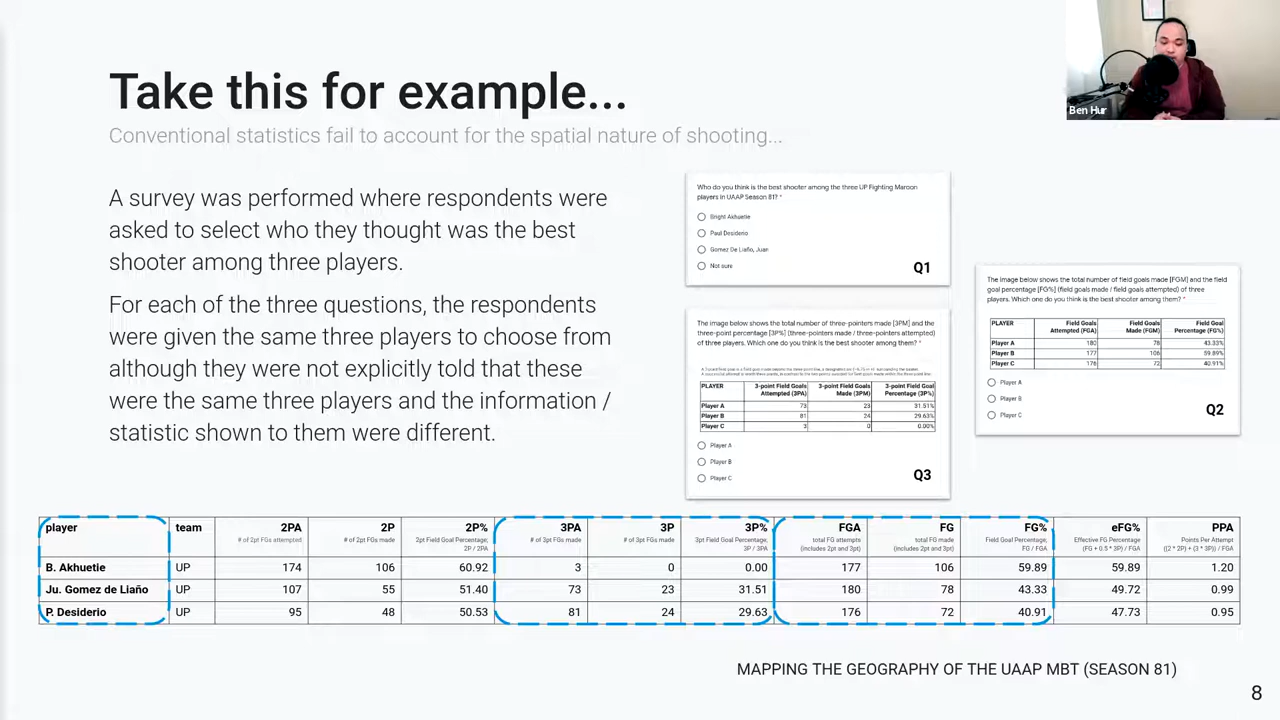 Ben Hur
Take this for example...
Conventional statistics fail to account for the spatial nature of shooting...
A survey was performed where respondents were
asked to select who they thought was the best
shooter among three players.
For each of the three questions, the respondents
were given the same three players to choose from
although they were not explicitly told that these
were the same three players and the information /
statistic shown to them were different.
Who do you think is the best shooter among the three UP Fighting Maroon
players in UAAP Season 81? *
Bright Akhuetie
Paul Desiderio
Gomez De Liaño, Juan
Not sure
Q1
The image below shows the total number of field goals made [FGM] and the field
goal percentage [FG%] (field goals made / field goals attempted) of three
players. Which one do you think is the best shooter among them? *
PLAYER Field Goals Attempted (FGA) Field Goals Made (FGM) Field Goal Percentage (FG%)
Player A 180 78 43.33%
Player B 177 106 59.89%
Player C 176 72 40.91%
Player A
Player B
Player C
Q2
The image below shows the total number of three-pointers made [3PM] and the
three-point percentage [3P%] (three-pointers made / three-pointers attempted)
of three players. Which one do you think is the best shooter among them? *
PLAYER 3-point Field Goals Attempted (3PA) 3-point Field Goals Made (3PM) 3-point Field Goal Percentage (3P%)
Player A 73 23 31.51%
Player B 81 24 29.63%
Player C 3 0 0.00%
Player A
Player B
Player C
Q3
player team 2PA 2P 2P% 3PA 3P 3P% FGA FG FG% eFG% PPA
# of 2pt FGs attempted # of 2pt FGs made 2pt Field Goal Percentage; # of 3pt FGs made # of 3pt FGs made 3pt Field Goal Percentage; total FG attempts total FG made Field Goal Percentage; Effective FG Percentage Points Per Attempt
2P / 2PA 3P / 3PA (includes 2pt and 3pt) (includes 2pt and 3pt) FG / FGA (FG + 0.5 * 3P) / FGA ((2 * 2P) + (3 * 3P)) / FGA
B. Akhuetie UP 174 106 60.92 3 0 0.00 177 106 59.89 59.89 1.20
Ju. Gomez de Liaño UP 107 55 51.40 73 23 31.51 180 78 43.33 49.72 0.99
P. Desiderio UP 95 48 50.53 81 24 29.63 176 72 40.91 47.73 0.95
MAPPING THE GEOGRAPHY OF THE UAAP MBT (SEASON 81)
8